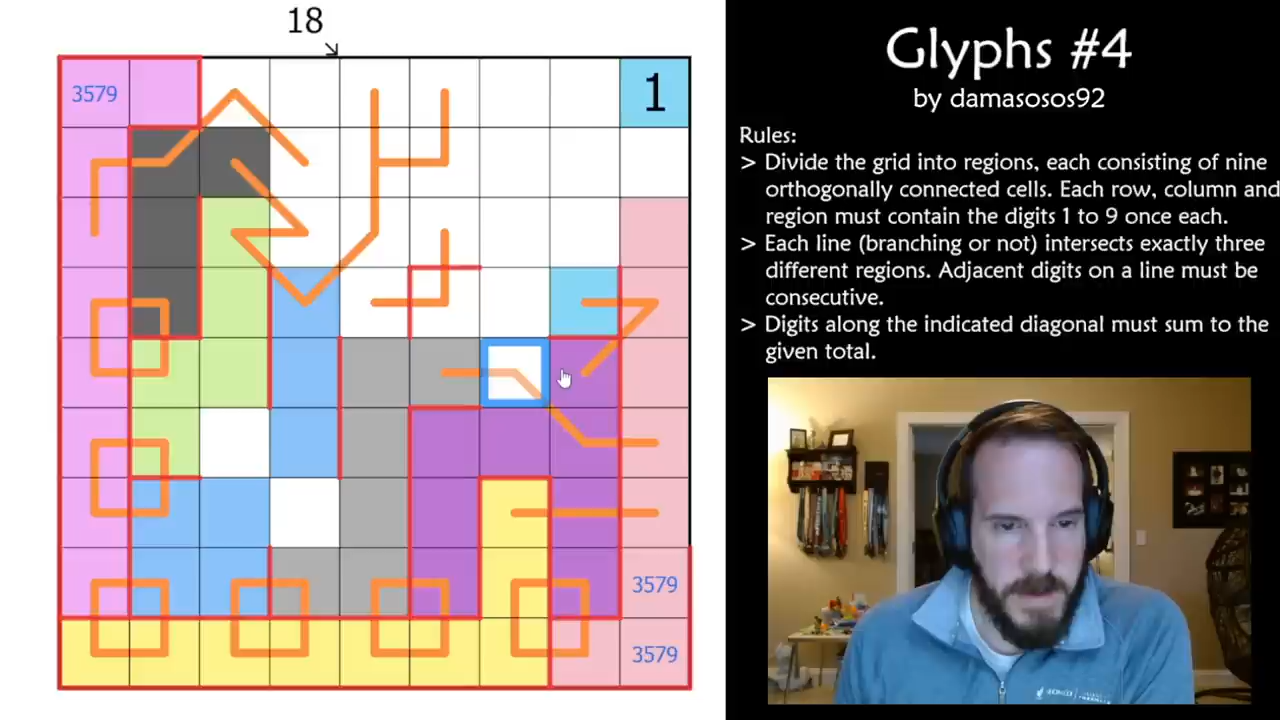 18
3579
1
3579
3579
Glyphs #4
by damasosos92
Rules:
> Divide the grid into regions, each consisting of nine
orthogonally connected cells. Each row, column and
region must contain the digits 1 to 9 once each.
> Each line (branching or not) intersects exactly three
different regions. Adjacent digits on a line must be
consecutive.
> Digits along the indicated diagonal must sum to the
given total.